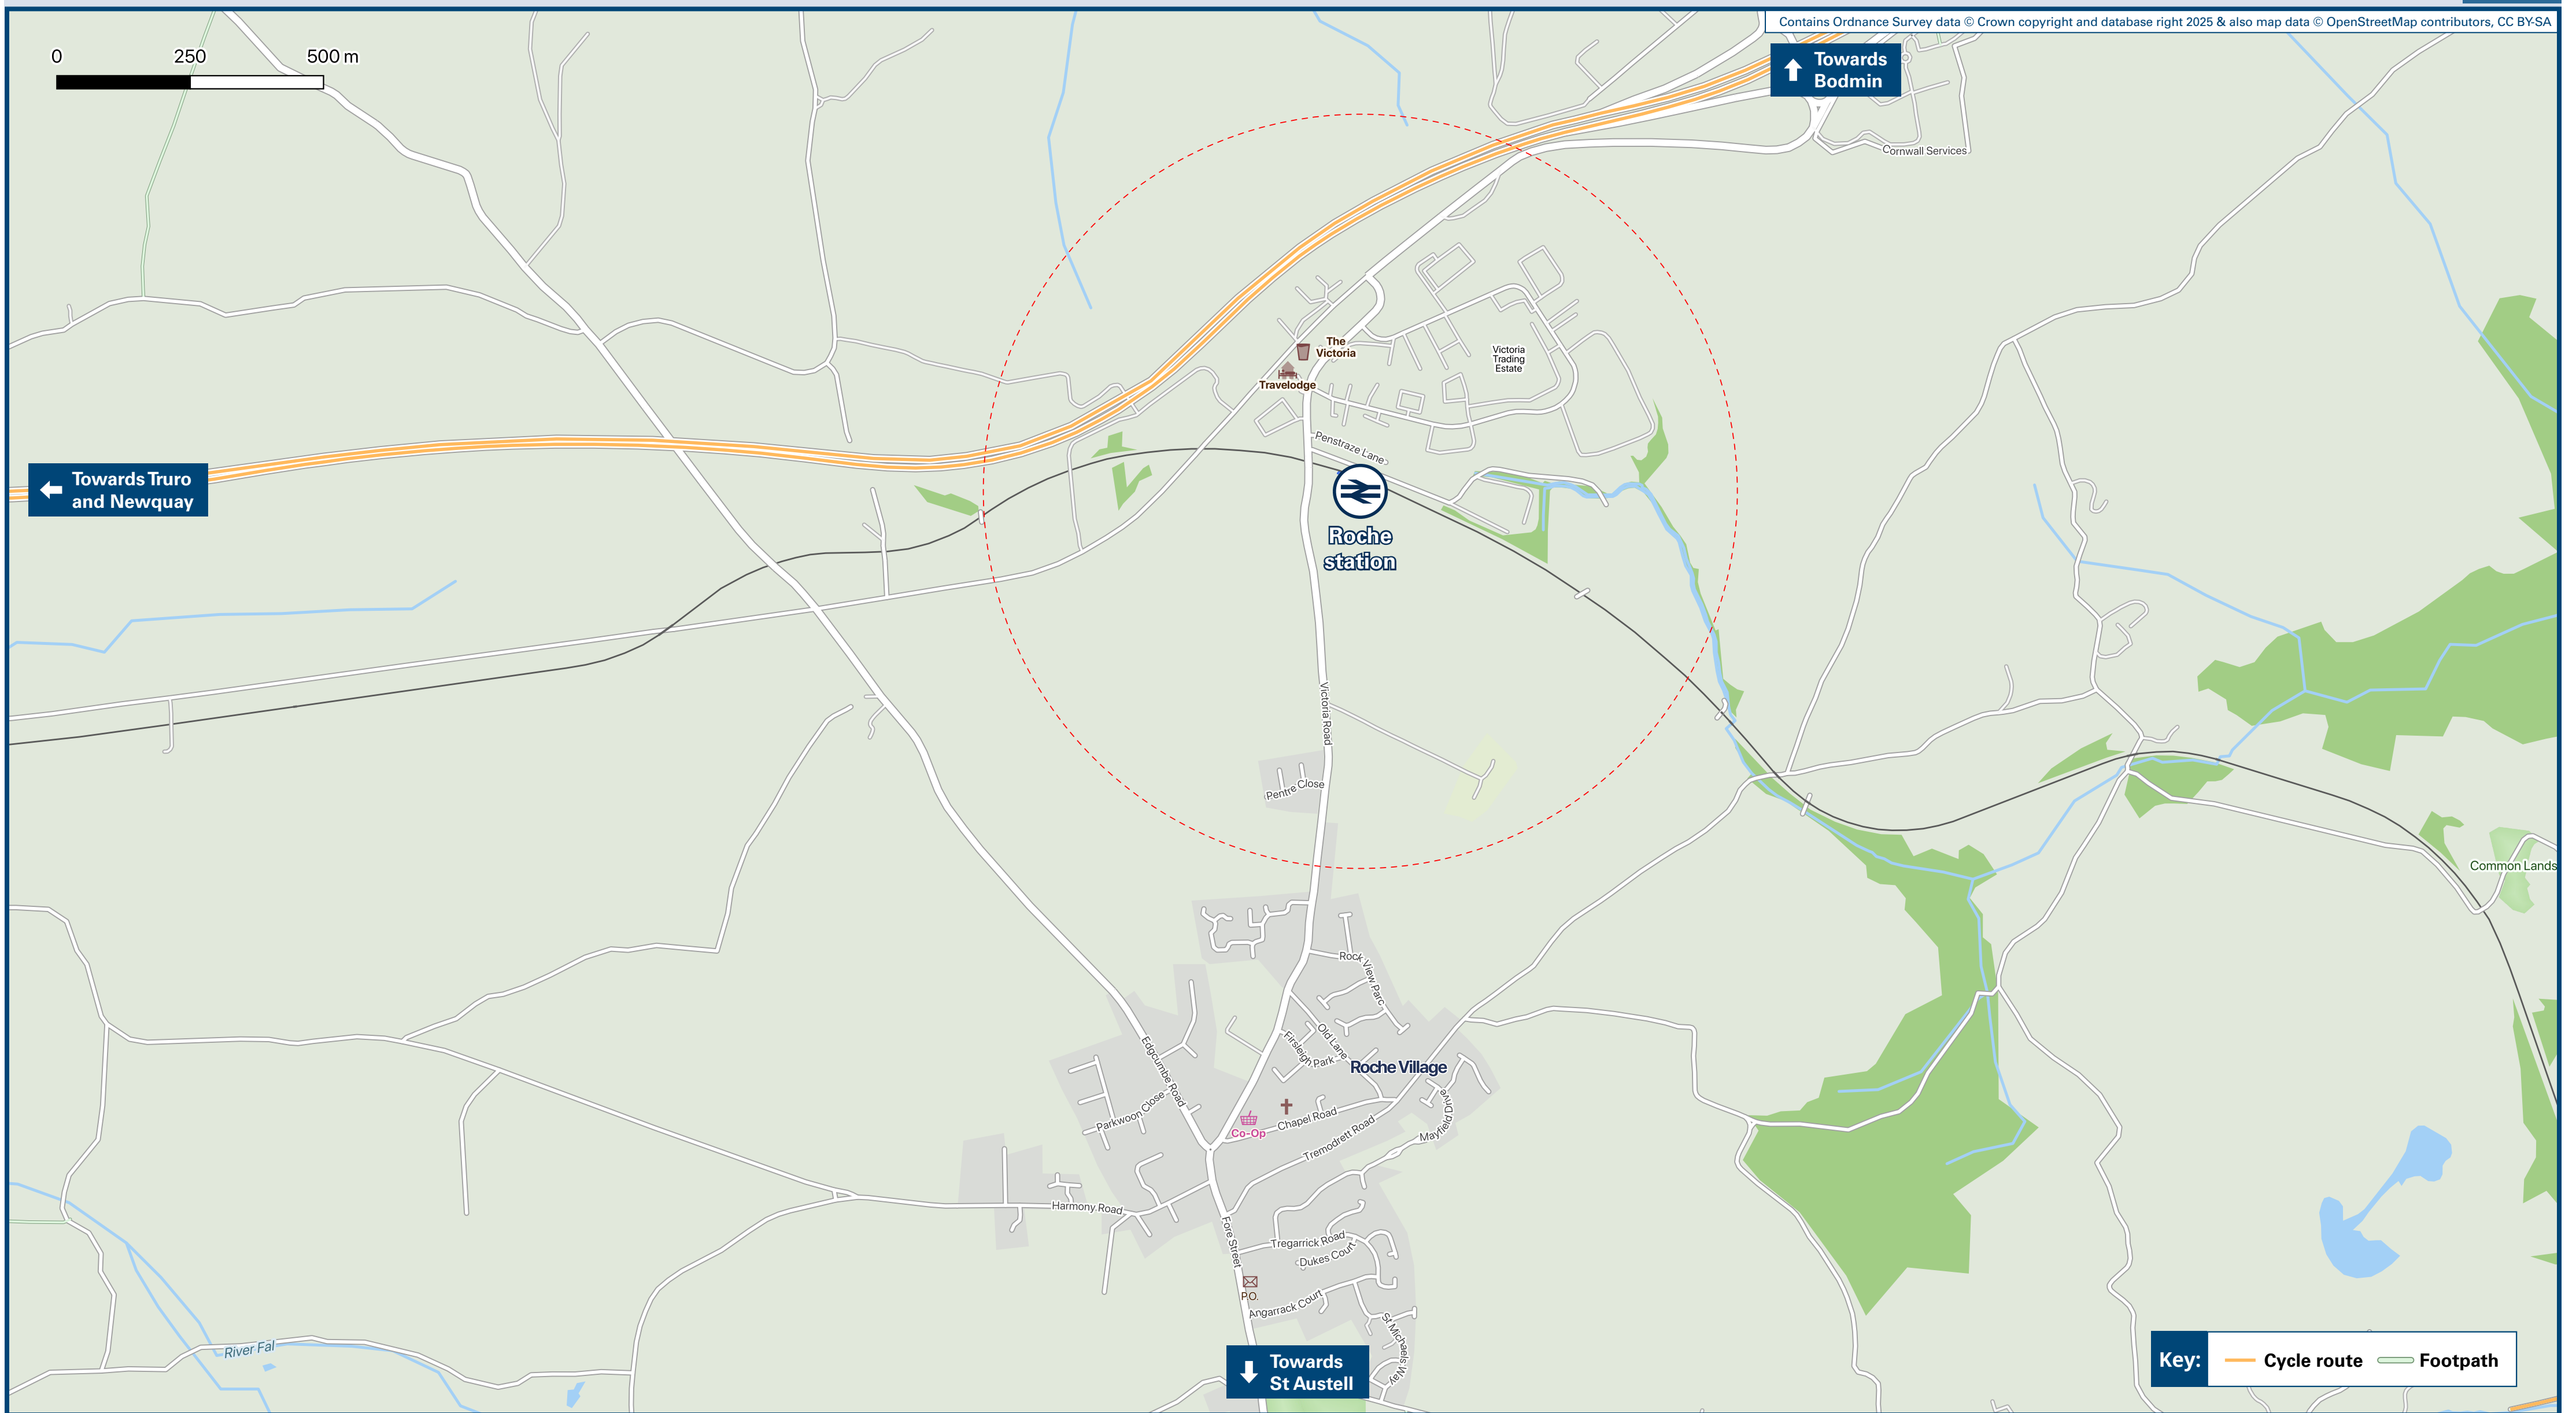 Contains Ordnance Survey data © Crown copyright and database right 2025 & also map data © OpenStreetMap contributors, CC BY-SA
0 250 500 m
Towards
Bodmin
Cornwall Services
The
Victoria
Travelodge
Victoria
Trading
Estate
Penstraze Lane
Towards Truro
and Newquay
Roche
station
Victoria Road
Pentre Close
Common Lands
Rock View Parc
Old Lane
Firsleigh Park
Roche Village
Edgcumbe Road
Parkwoon Close
Co-Op
Chapel Road
Tremodrett Road
Mayfield Drive
Harmony Road
Fore Street
Tregarrick Road
Dukes Court
P.O.
Angarrack Court
St Michaels Way
River Fal
Towards
St Austell
Key: Cycle route Footpath